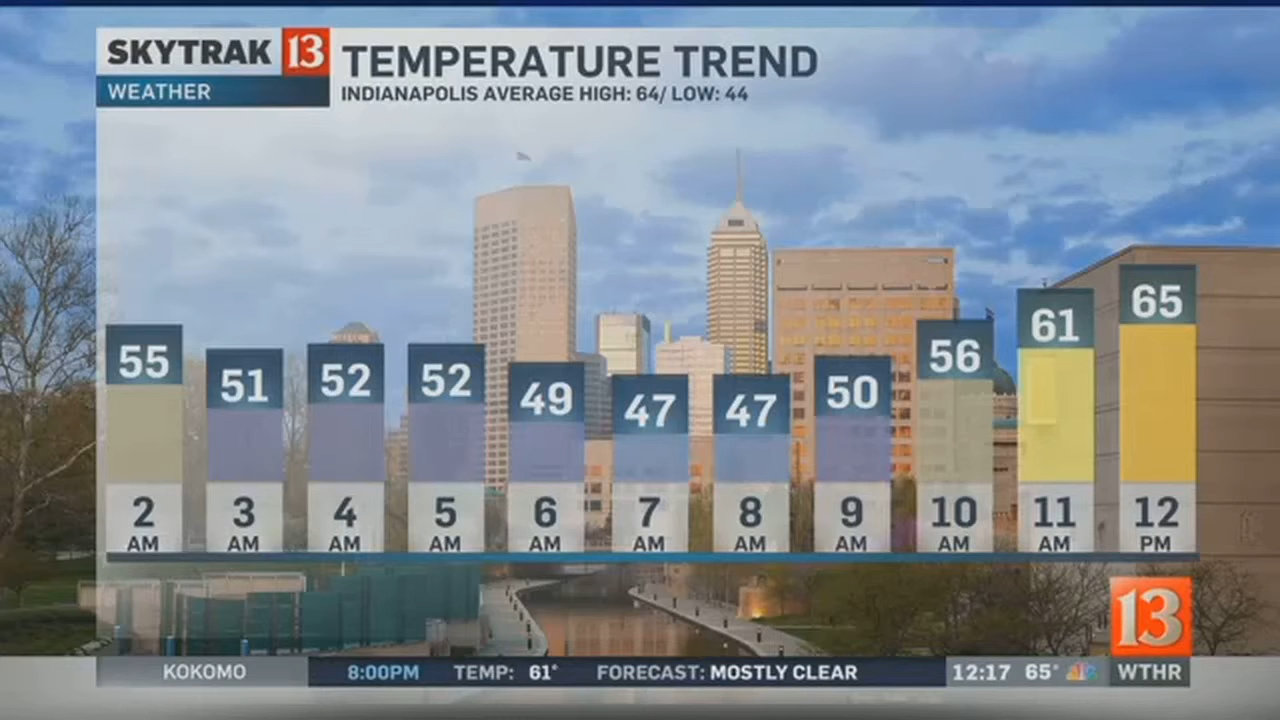 SKYTRAK 13
WEATHER
TEMPERATURE TREND
INDIANAPOLIS AVERAGE HIGH: 64/ LOW: 44
55 51 52 52 49 47 47 50 56 61 65
2 3 4 5 6 7 8 9 10 11 12
AM AM AM AM AM AM AM AM AM AM PM
13
KOKOMO 8:00PM TEMP: 61° FORECAST: MOSTLY CLEAR 12:17 65° WTHR